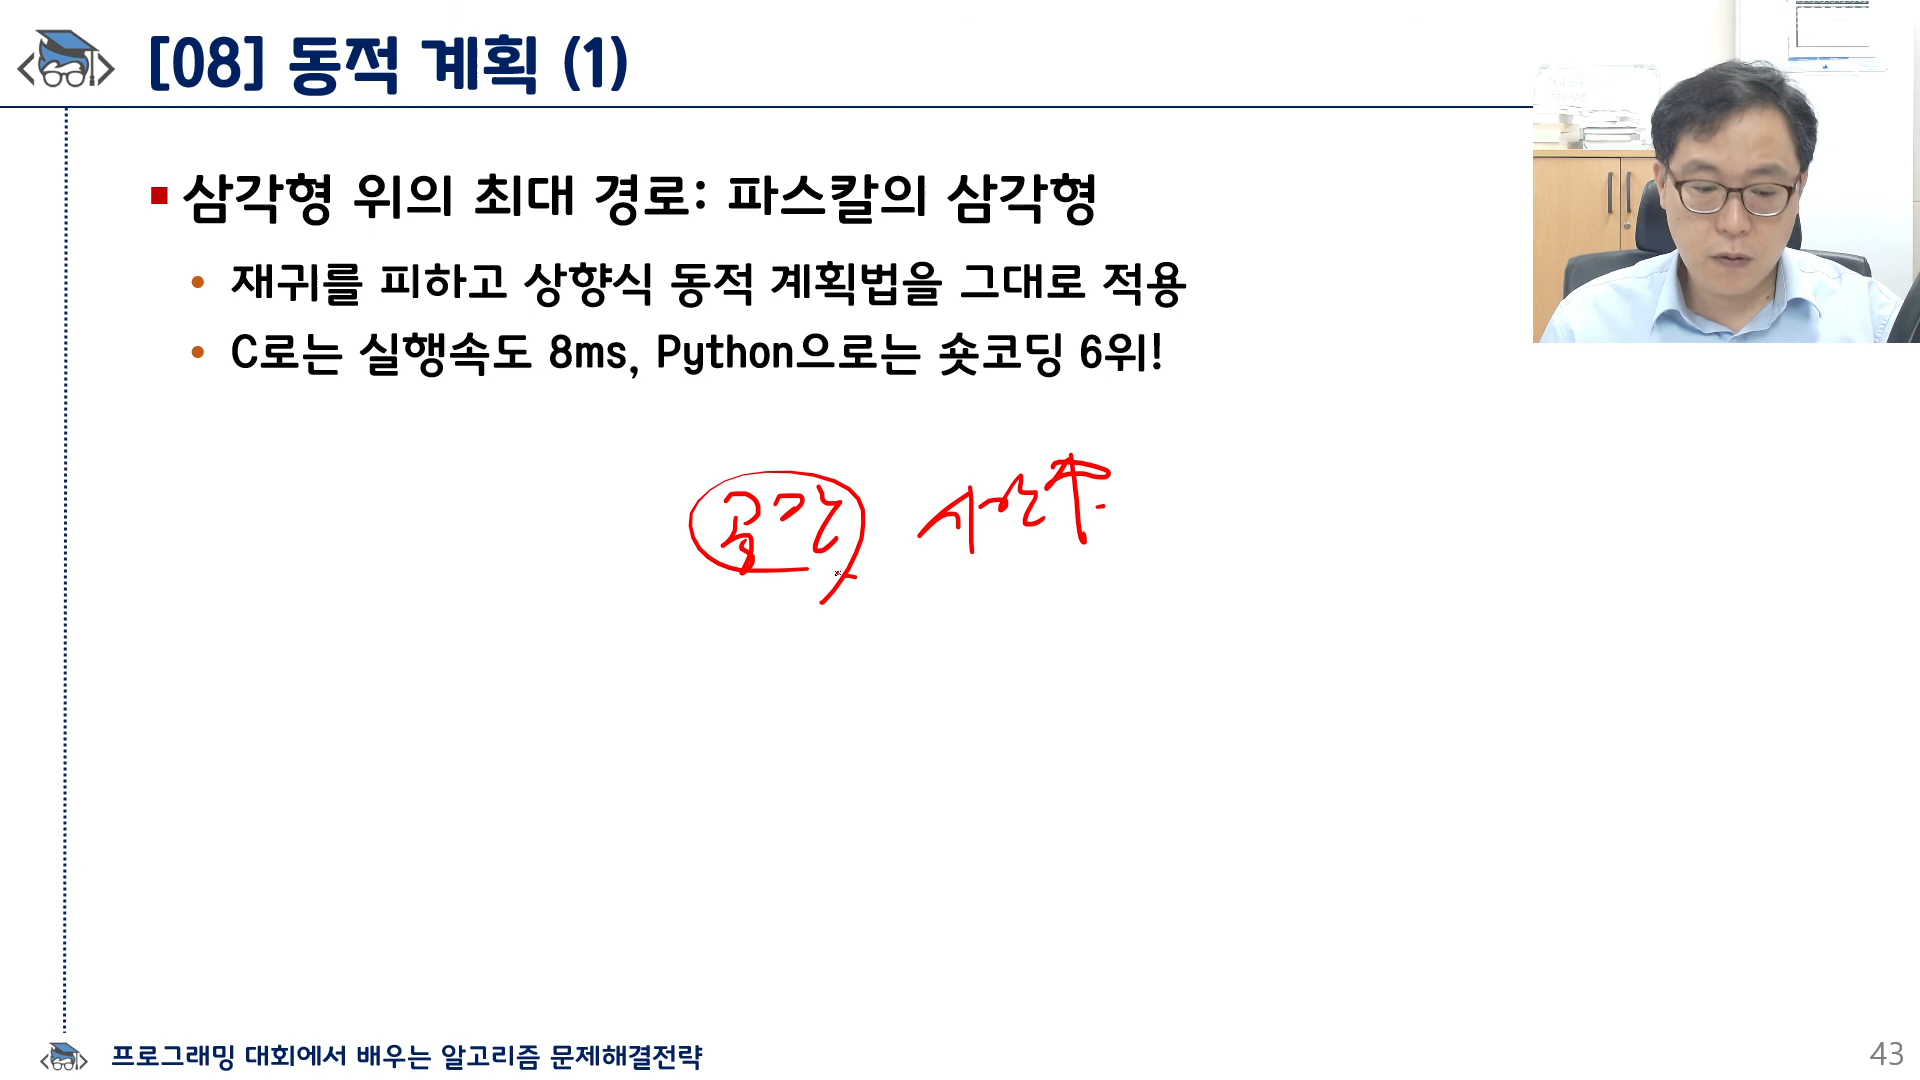 [08] 동적 계획 (1)
삼각형 위의 최대 경로: 파스칼의 삼각형
재귀를 피하고 상향식 동적 계획법을 그대로 적용
C로는 실행속도 8ms, Python으로는 숏코딩 6위!
공간 시간
프로그래밍 대회에서 배우는 알고리즘 문제해결전략
43